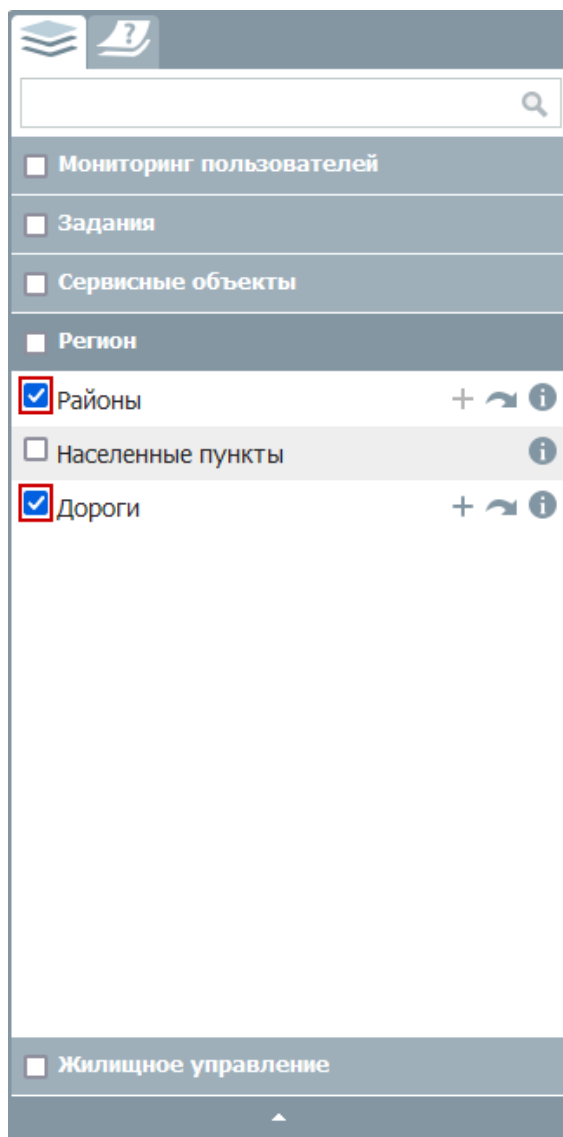 ?
Мониторинг пользователей
Задания
Сервисные объекты
Регион
Районы
Населенные пункты
Дороги
Жилищное управление